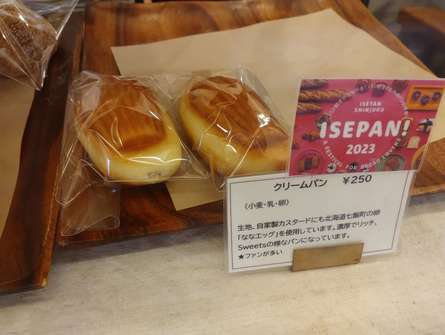 ISETAN
SHINJUKU
ISEPAN!
2023
クリームパン ¥250
(小麦・乳・卵)
生地、自家製カスタードにも北海道七飯町の卵
「ななエッグ」を使用しています。濃厚でリッチ、
Sweetsの様なパンになっています。
★ファンが多い